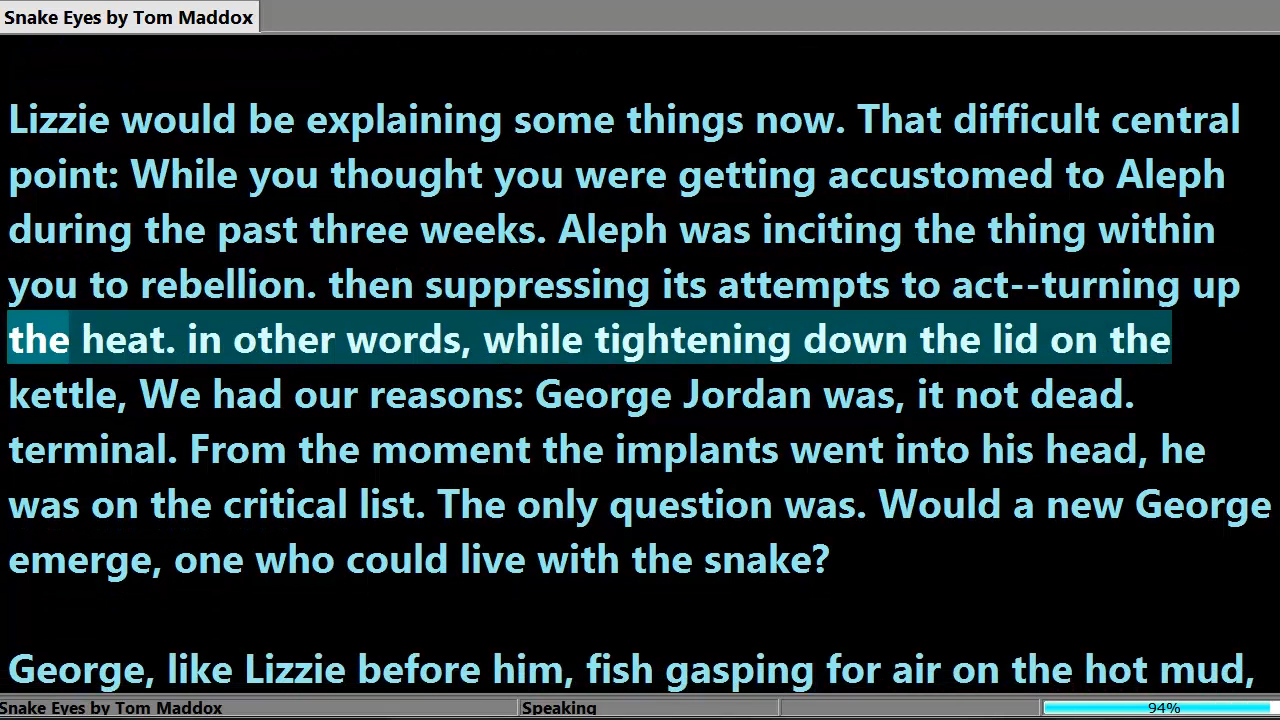 Snake Eyes by Tom Maddox
Lizzie would be explaining some things now. That difficult central
point: While you thought you were getting accustomed to Aleph
during the past three weeks. Aleph was inciting the thing within
you to rebellion. then suppressing its attempts to act--turning up
the heat. in other words, while tightening down the lid on the
kettle, We had our reasons: George Jordan was, it not dead.
terminal. From the moment the implants went into his head, he
was on the critical list. The only question was. Would a new George
emerge, one who could live with the snake?
George, like Lizzie before him, fish gasping for air on the hot mud,
Snake Eyes by Tom Maddox
Speaking
94%